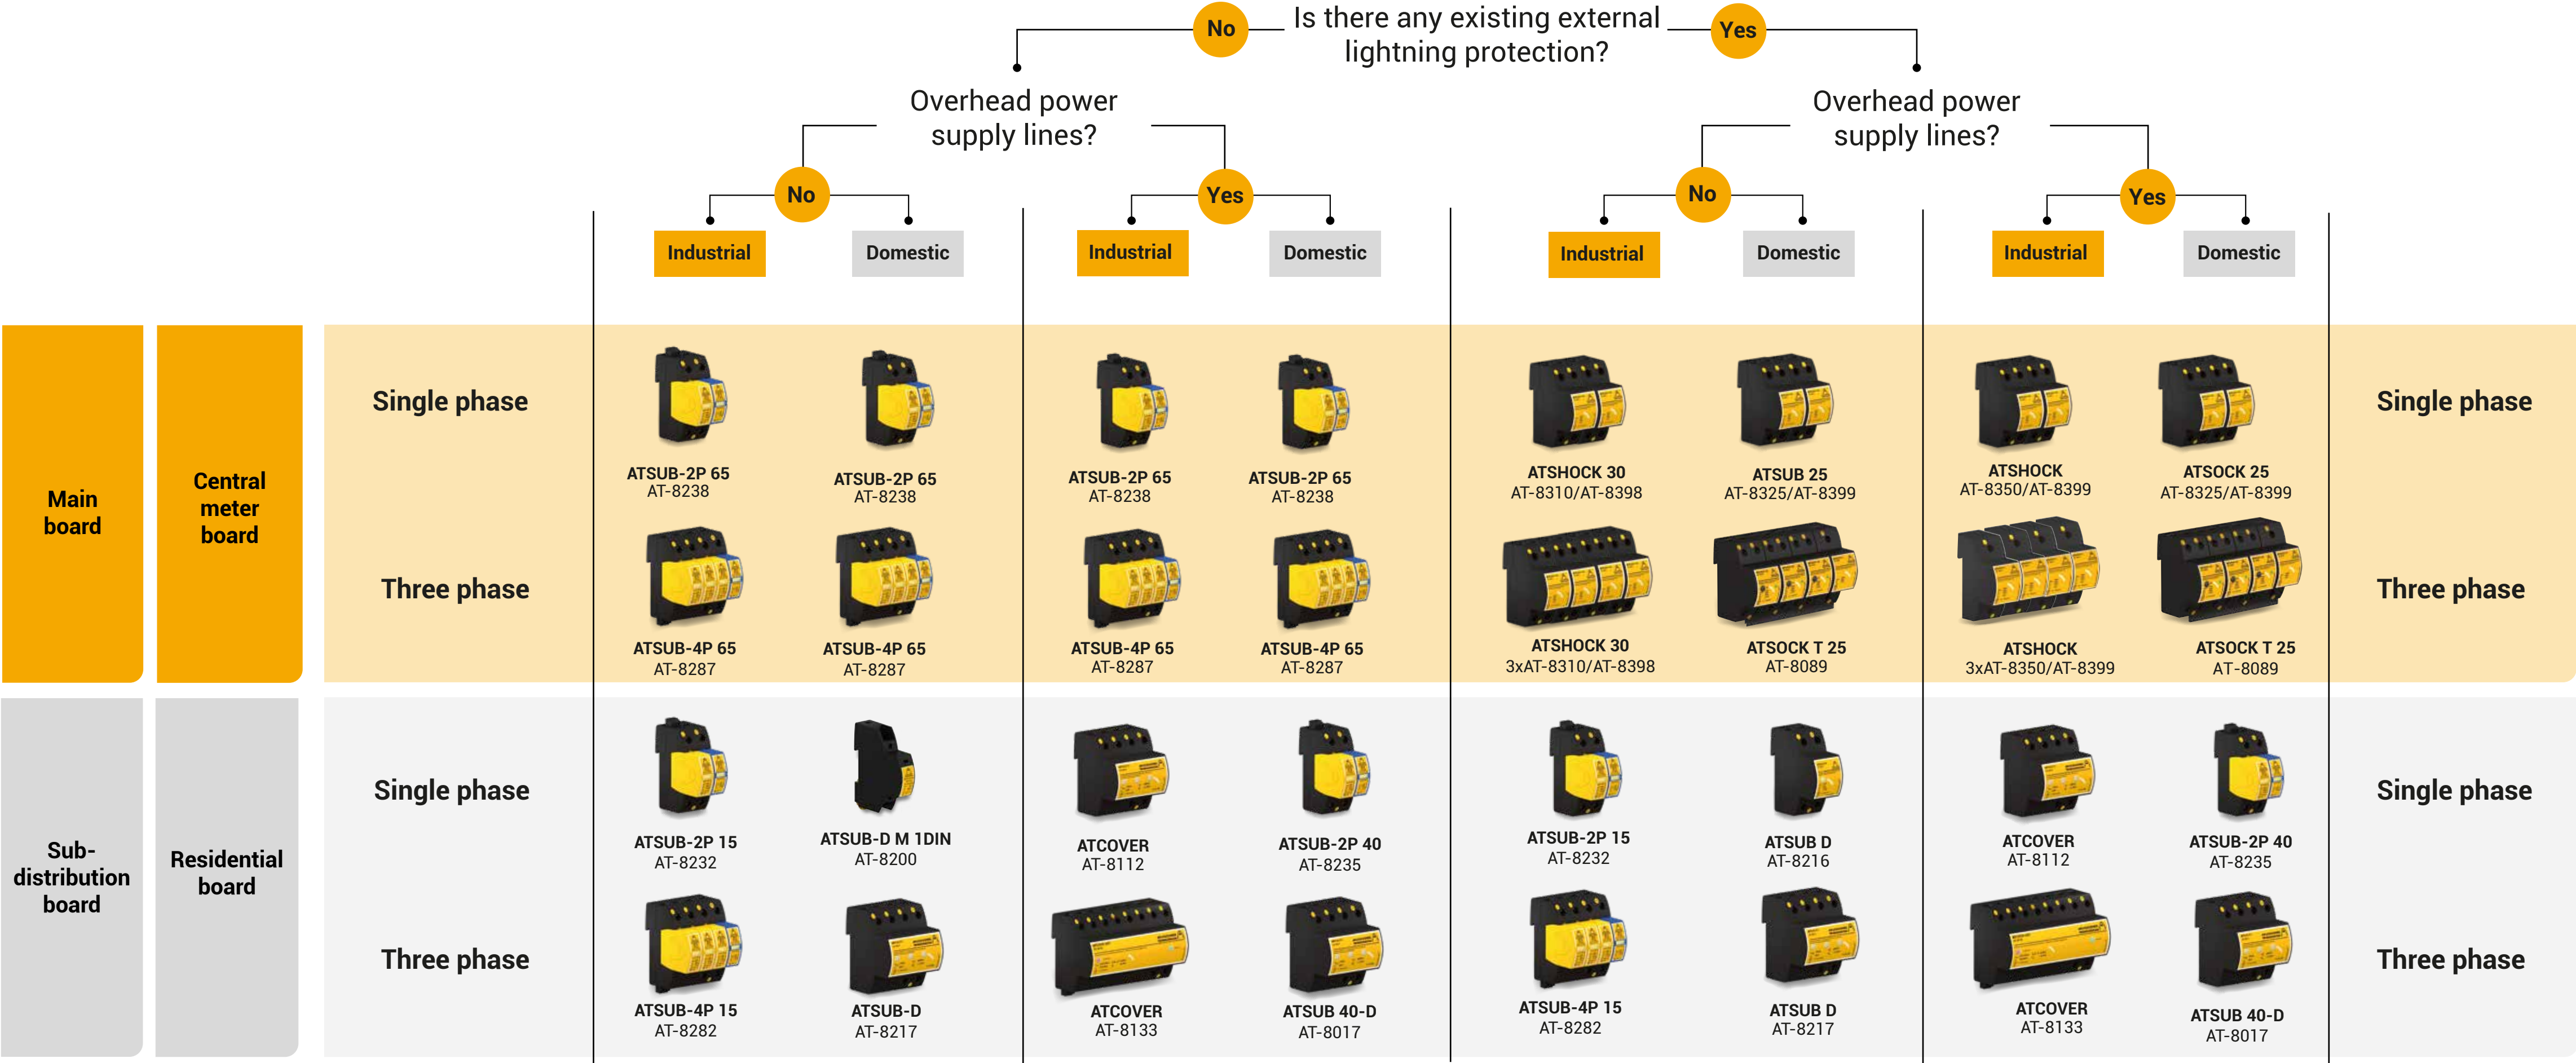 Is there any existing external
lightning protection?
No
Yes
Overhead power
supply lines?
Overhead power
supply lines?
No
Yes
No
Yes
Industrial
Domestic
Industrial
Domestic
Industrial
Domestic
Industrial
Domestic
Main
board
Central
meter
board
Single phase
ATSUB-2P 65
AT-8238
ATSUB-2P 65
AT-8238
ATSUB-2P 65
AT-8238
ATSUB-2P 65
AT-8238
ATSHOCK 30
AT-8310/AT-8398
ATSUB 25
AT-8325/AT-8399
ATSHOCK
AT-8350/AT-8399
ATSOCK 25
AT-8325/AT-8399
Single phase
Three phase
ATSUB-4P 65
AT-8287
ATSUB-4P 65
AT-8287
ATSUB-4P 65
AT-8287
ATSUB-4P 65
AT-8287
ATSHOCK 30
3xAT-8310/AT-8398
ATSOCK T 25
AT-8089
ATSHOCK
3xAT-8350/AT-8399
ATSOCK T 25
AT-8089
Three phase
Sub-
distribution
board
Residential
board
Single phase
ATSUB-2P 15
AT-8232
ATSUB-D M 1DIN
AT-8200
ATCOVER
AT-8112
ATSUB-2P 40
AT-8235
ATSUB-2P 15
AT-8232
ATSUB D
AT-8216
ATCOVER
AT-8112
ATSUB-2P 40
AT-8235
Single phase
Three phase
ATSUB-4P 15
AT-8282
ATSUB-D
AT-8217
ATCOVER
AT-8133
ATSUB 40-D
AT-8017
ATSUB-4P 15
AT-8282
ATSUB D
AT-8217
ATCOVER
AT-8133
ATSUB 40-D
AT-8017
Three phase